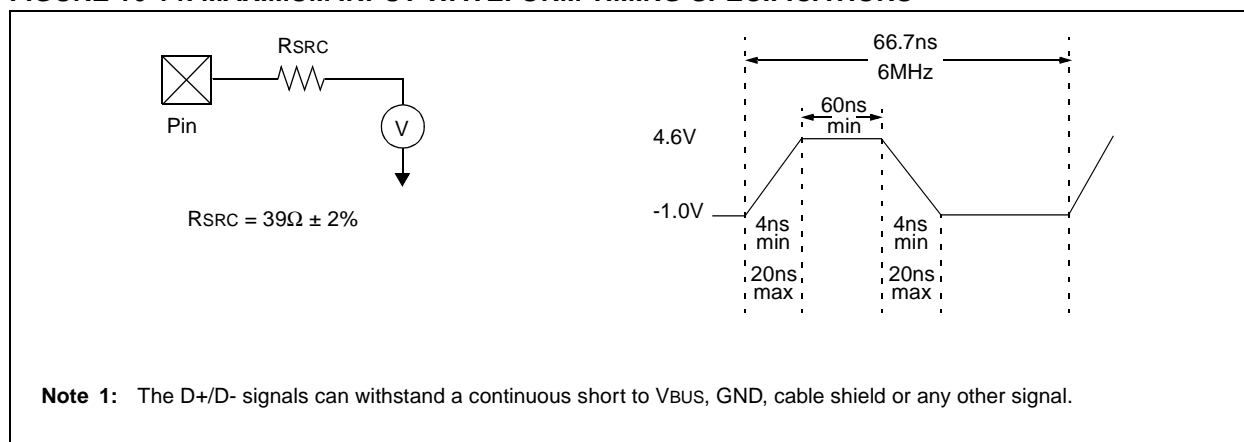 RSRC
Pin
V
RSRC = 39Ω ± 2%
66.7ns
6MHz
60ns
min
4.6V
-1.0V
4ns
min
20ns
max
4ns
min
20ns
max
Note 1: The D+/D- signals can withstand a continuous short to VBUS, GND, cable shield or any other signal.